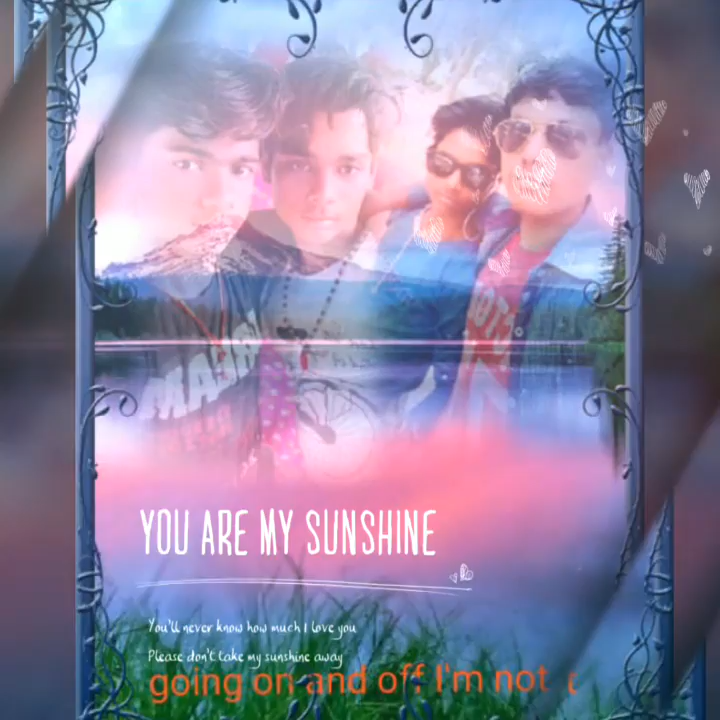 YOU ARE MY SUNSHINE
You'll never know how much I love you
Please don't take my sunshine away
going on and off I'm not